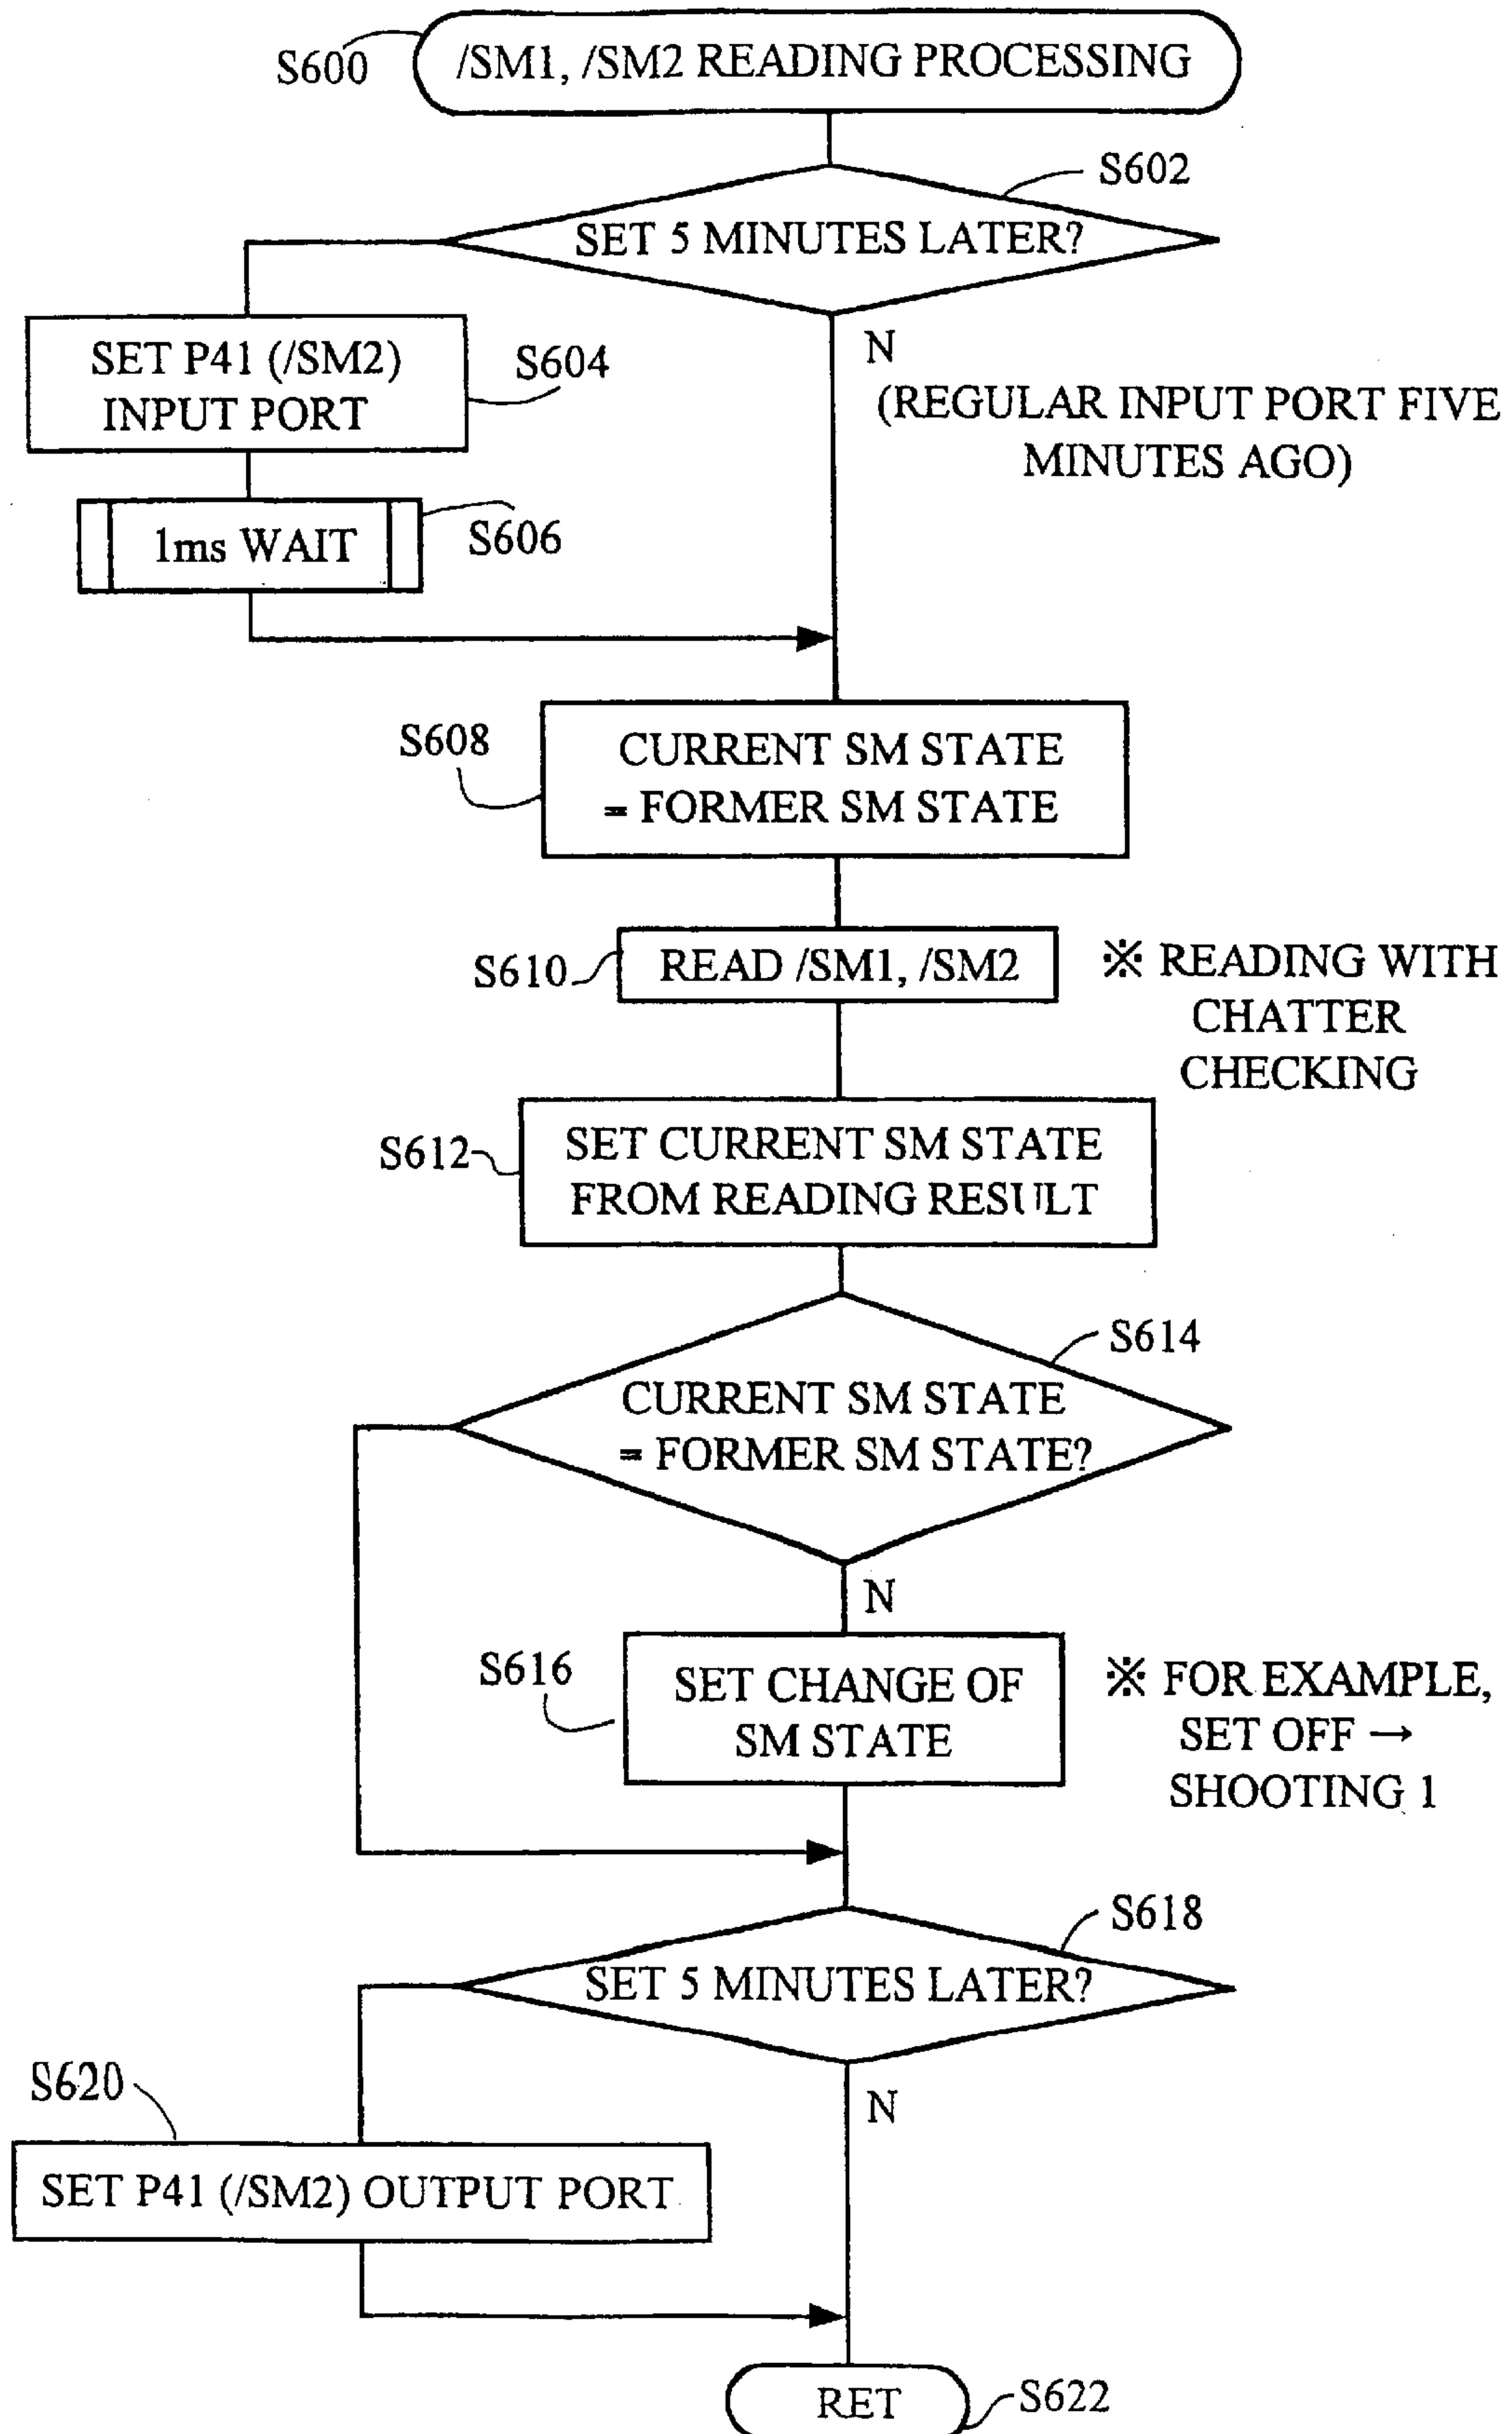 S600
/SM1, /SM2 READING PROCESSING
S602
SET 5 MINUTES LATER?
N
(REGULAR INPUT PORT FIVE
MINUTES AGO)
SET P41 (/SM2)
INPUT PORT
S604
1ms WAIT
S606
S608
CURRENT SM STATE
= FORMER SM STATE
S610
READ /SM1, /SM2
※ READING WITH
CHATTER
CHECKING
S612
SET CURRENT SM STATE
FROM READING RESULT
S614
CURRENT SM STATE
= FORMER SM STATE?
N
S616
SET CHANGE OF
SM STATE
※ FOR EXAMPLE,
SET OFF →
SHOOTING 1
S618
SET 5 MINUTES LATER?
N
S620
SET P41 (/SM2) OUTPUT PORT
RET
S622